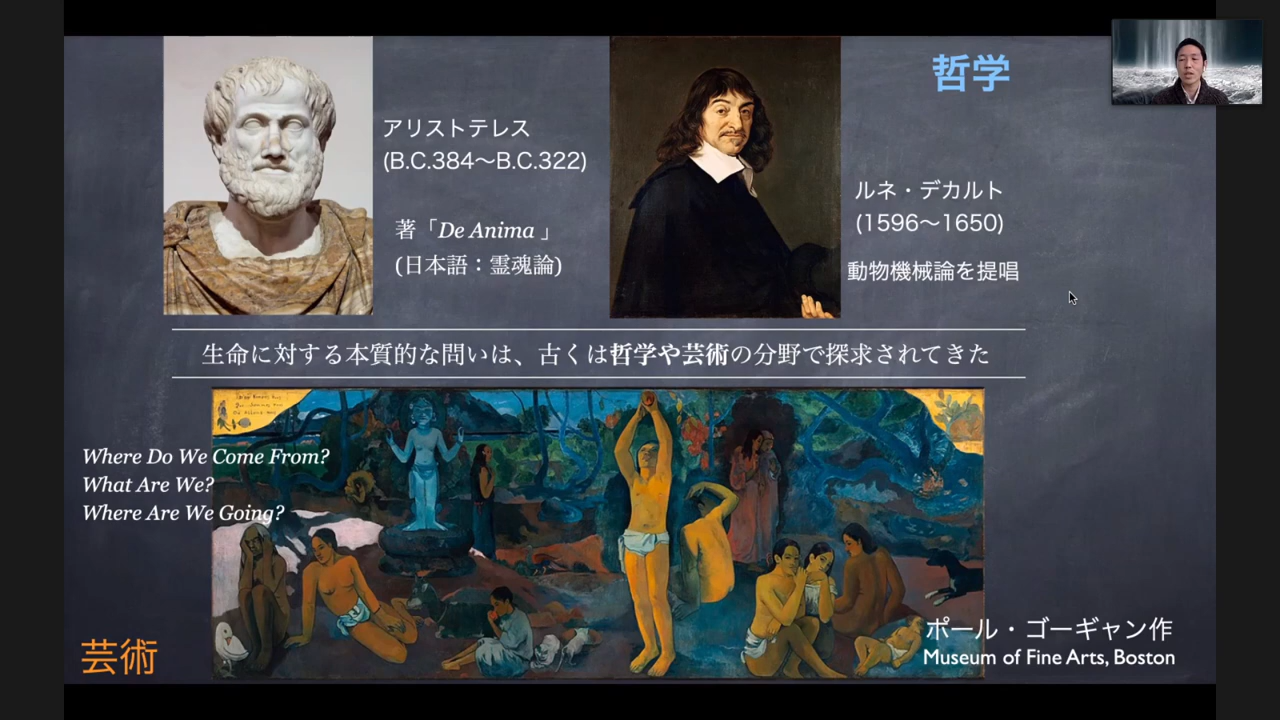 哲学
アリストテレス
(B.C.384〜B.C.322)
著「De Anima 」
(日本語：霊魂論)
ルネ・デカルト
(1596〜1650)
動物機械論を提唱
生命に対する本質的な問いは、古くは哲学や芸術の分野で探求されてきた
Where Do We Come From?
What Are We?
Where Are We Going?
芸術
ポール・ゴーギャン作
Museum of Fine Arts, Boston